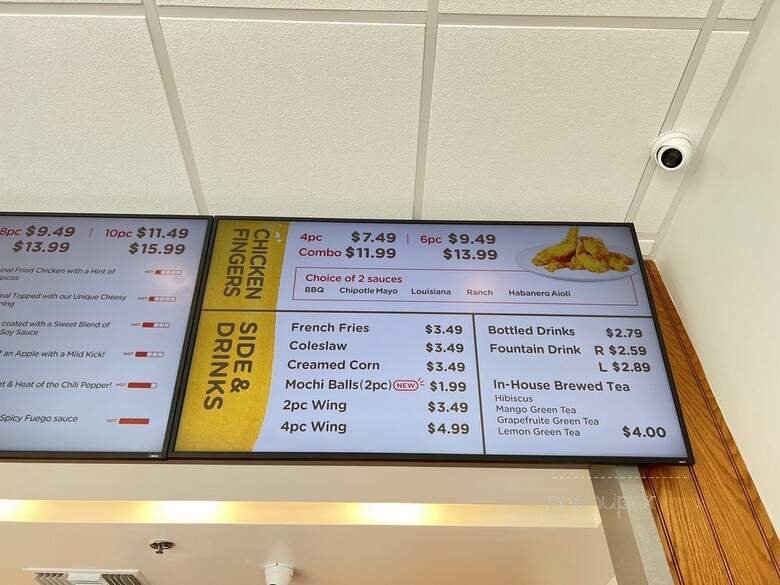 8pc $9.49 | 10pc $11.49
$13.99 $15.99
Fried Chicken with a Hint of
Topped with our Unique Cheesy
coated with a Sweet Blend of
Soy Sauce
an Apple with a Mild Kick!
& Heat of the Chili Pepper!
Spicy Fuego sauce
HOT
HOT
HOT
HOT
HOT
HOT
CHICKEN
FINGERS
4pc $7.49 | 6pc $9.49
Combo $11.99 $13.99
Choice of 2 sauces
BBQ Chipotle Mayo Louisiana Ranch Habanero Aioli
SIDE &
DRINKS
French Fries $3.49
Coleslaw $3.49
Creamed Corn $3.49
Mochi Balls(2pc) NEW $1.99
2pc Wing $3.49
4pc Wing $4.99
Bottled Drinks $2.79
Fountain Drink R $2.59
L $2.89
In-House Brewed Tea
Hibiscus
Mango Green Tea
Grapefruite Green Tea
Lemon Green Tea $4.00